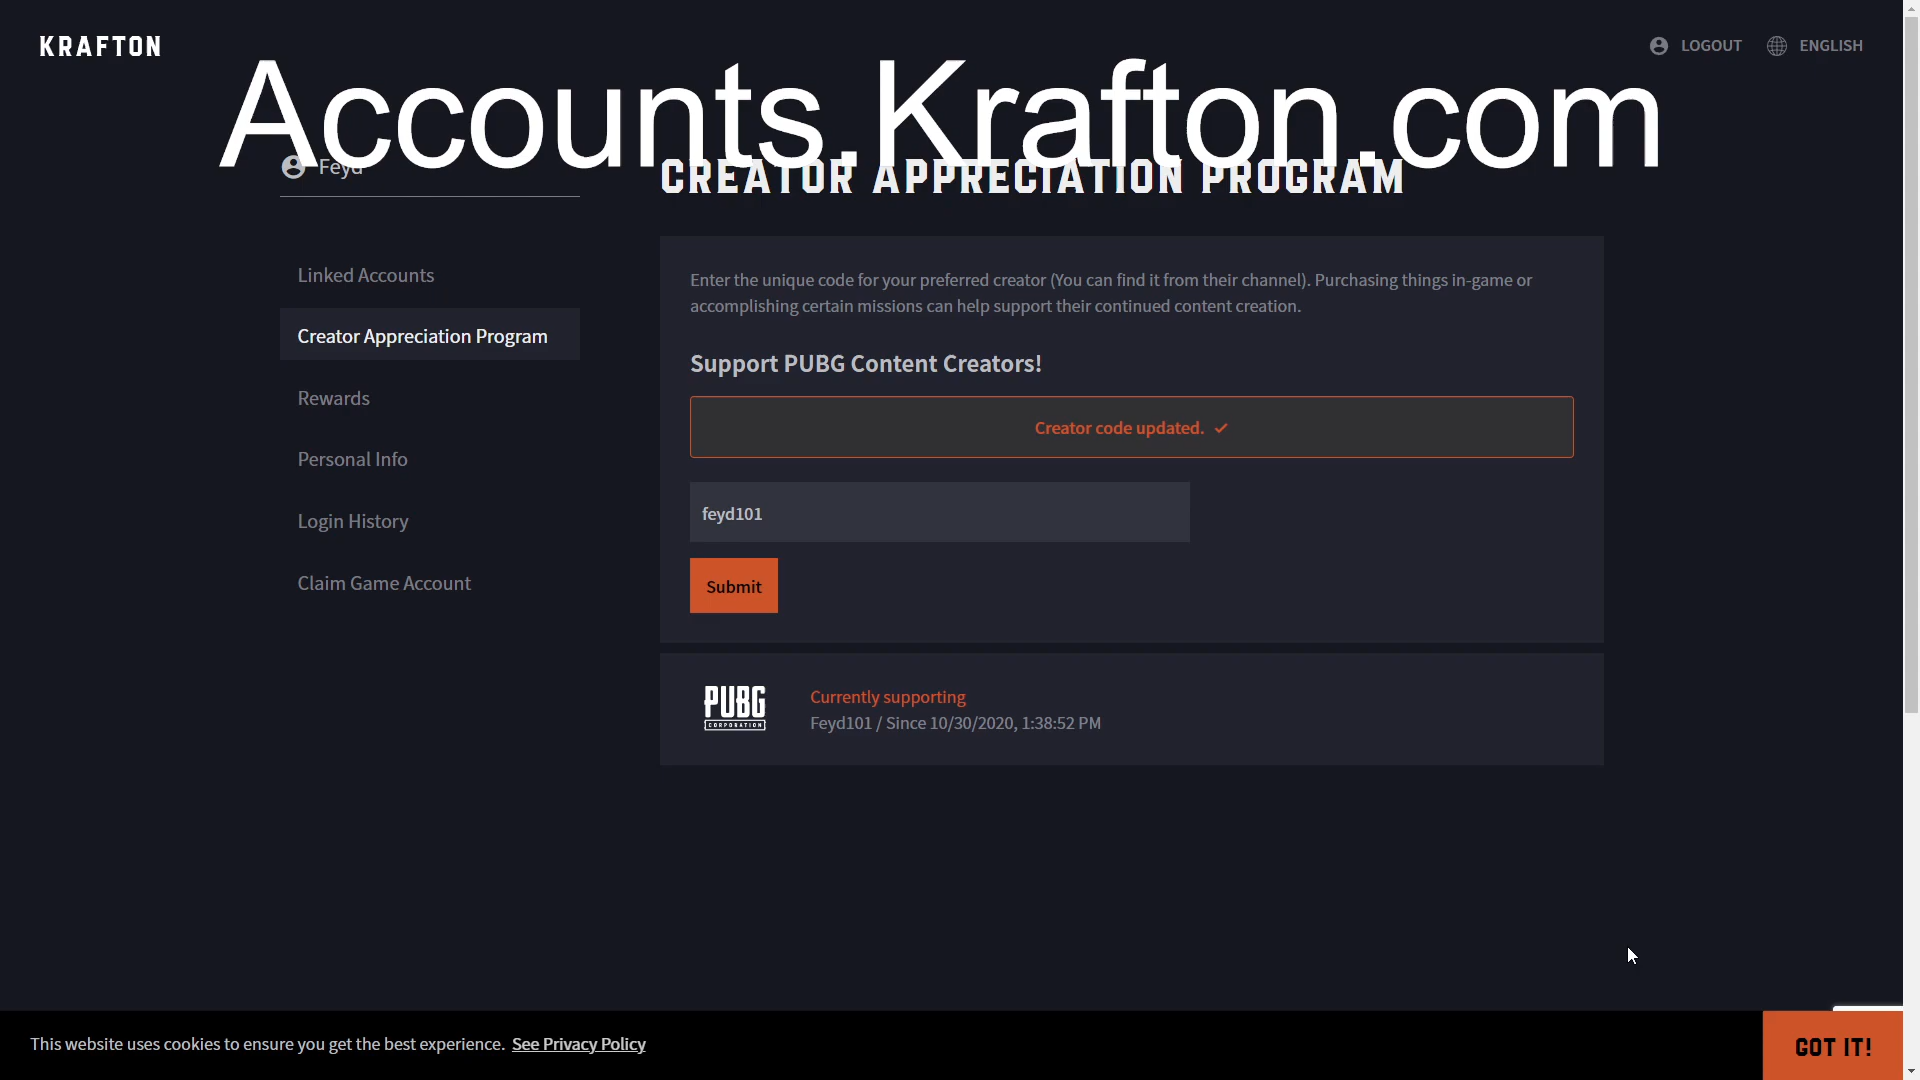 KRAFTON
LOGOUT
ENGLISH
Accounts.Krafton.com
Feyd
CREATOR APPRECIATION PROGRAM
Linked Accounts
Creator Appreciation Program
Rewards
Personal Info
Login History
Claim Game Account
Enter the unique code for your preferred creator (You can find it from their channel). Purchasing things in-game or
accomplishing certain missions can help support their continued content creation.
Support PUBG Content Creators!
Creator code updated. ✓
feyd101
Submit
PUBG
CORPORATION
Currently supporting
Feyd101 / Since 10/30/2020, 1:38:52 PM
This website uses cookies to ensure you get the best experience. See Privacy Policy
GOT IT!